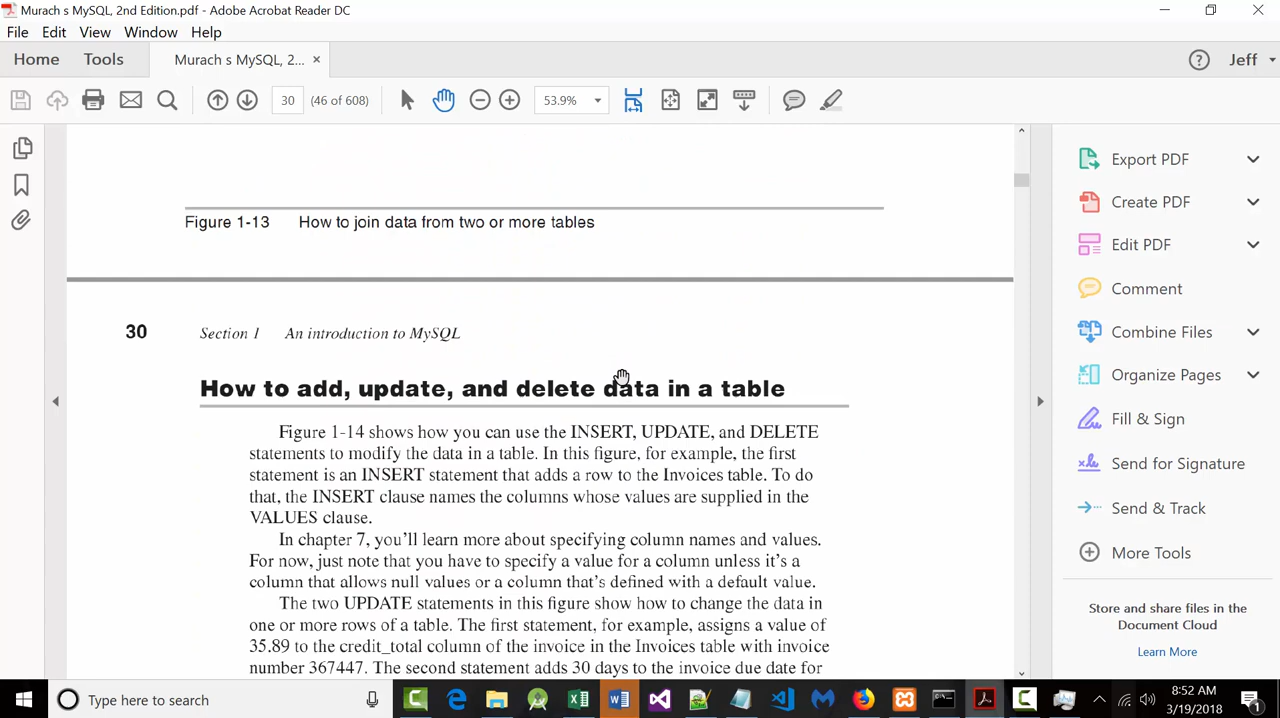 Murach s MySQL, 2nd Edition.pdf - Adobe Acrobat Reader DC
File Edit View Window Help
Home Tools Murach s MySQL, 2... × Jeff
30 (46 of 608) 53.9%
Figure 1-13 How to join data from two or more tables
30 Section 1 An introduction to MySQL
How to add, update, and delete data in a table
Figure 1-14 shows how you can use the INSERT, UPDATE, and DELETE
statements to modify the data in a table. In this figure, for example, the first
statement is an INSERT statement that adds a row to the Invoices table. To do
that, the INSERT clause names the columns whose values are supplied in the
VALUES clause.
In chapter 7, you'll learn more about specifying column names and values.
For now, just note that you have to specify a value for a column unless it's a
column that allows null values or a column that's defined with a default value.
The two UPDATE statements in this figure show how to change the data in
one or more rows of a table. The first statement, for example, assigns a value of
35.89 to the credit_total column of the invoice in the Invoices table with invoice
number 367447. The second statement adds 30 days to the invoice due date for
Export PDF
Create PDF
Edit PDF
Comment
Combine Files
Organize Pages
Fill & Sign
Send for Signature
Send & Track
More Tools
Store and share files in the
Document Cloud
Learn More
Type here to search
8:52 AM
3/19/2018